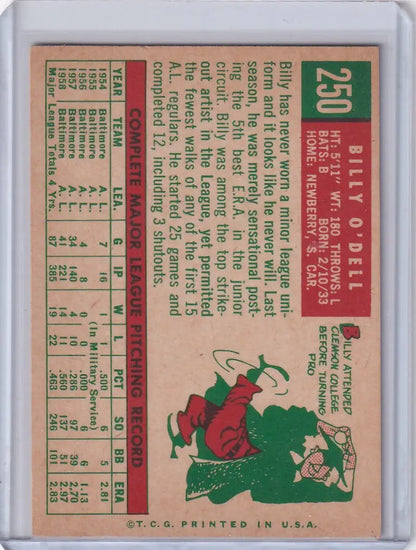 250
BILLY O'DELL
HT: 5'11" WT: 180 THROWS: L
BATS: B BORN: 2/10/33
HOME: NEWBERRY, S. CAR.
Billy has never worn a minor league uni-
form and it looks like he never will. Last
season, he was merely sensational post-
ing the 5th best E.R.A. in the junior
circuit. Billy was among the top strike-
out artist in the League, yet permitted
the fewest walks of any of the first 15
A.L. regulars. He started 25 games and
completed 12, including 3 shutouts.
BILLY ATTENDED
CLEMSON COLLEGE
BEFORE TURNING
PRO
COMPLETE MAJOR LEAGUE PITCHING RECORD
YEAR TEAM LEA. G IP W L PCT SO BB ERA
1954 Baltimore A. L. 7 16 1 1 .500 6 5 2.81
(In Military Service)
1956 Baltimore A. L. 4 8 0 0 .000 6 6 1.13
1957 Baltimore A. L. 35 140 4 10 .286 97 39 2.70
1958 Baltimore A. L. 41 221 14 11 .560 137 51 2.97
Major League Totals 4 Yrs. 87 385 19 22 .463 246 101 2.83
©T.C.G. PRINTED IN U.S.A.